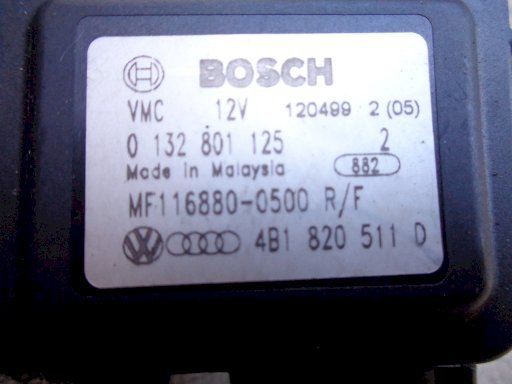 BOSCH
VMC 12V 120499 2 (05)
0 132 801 125 2
Made in Malaysia 882
MF116880-0500 R/F
4B1 820 511 D